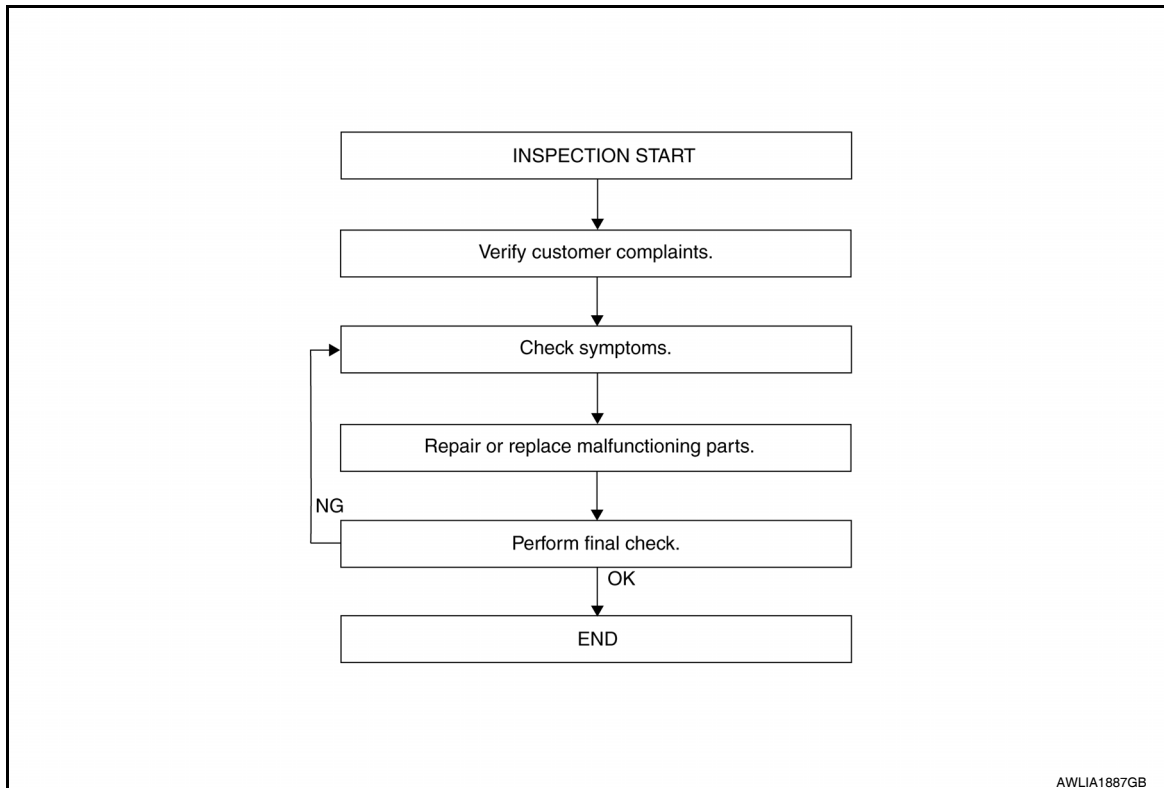 INSPECTION START
Verify customer complaints.
Check symptoms.
Repair or replace malfunctioning parts.
NG
Perform final check.
OK
END
AWLIA1887GB